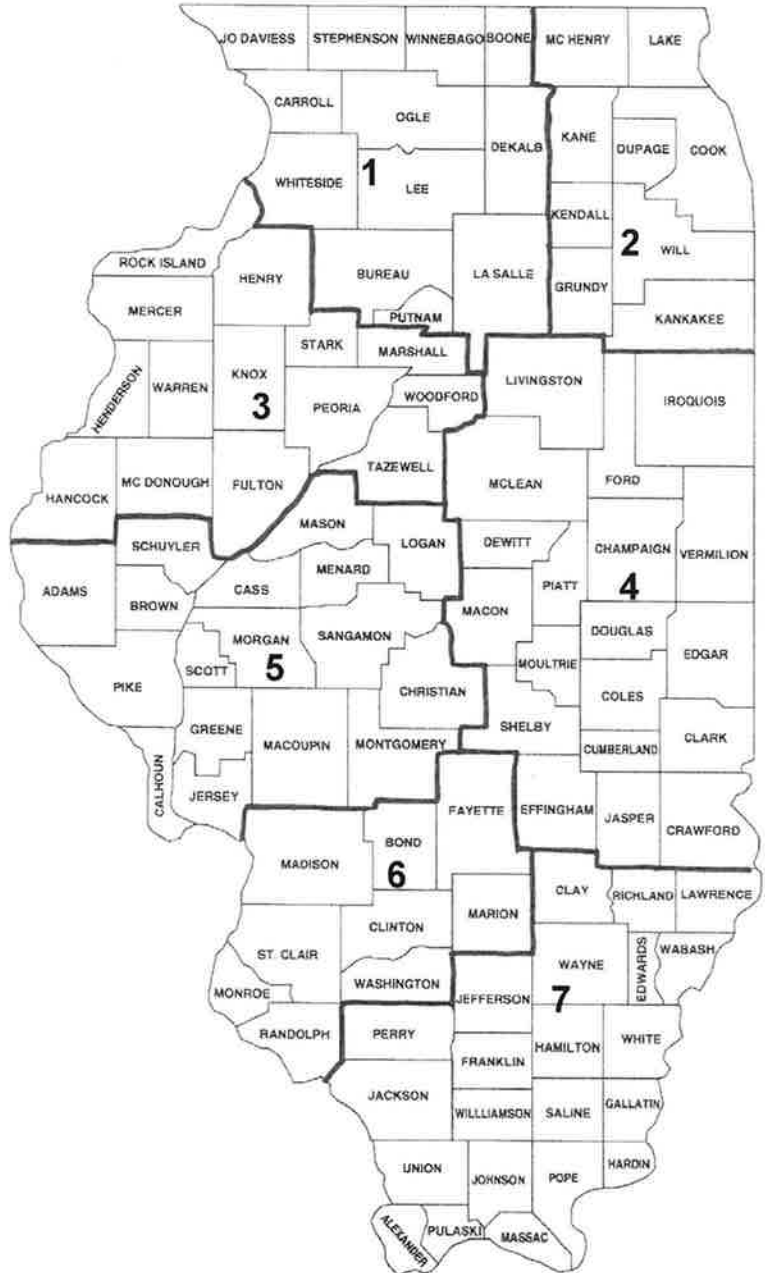 JO DAVIESS STEPHENSON WINNEBAGO BOONE MC HENRY LAKE
CARROLL OGLE DEKALB KANE DUPAGE COOK
WHITESIDE 1 LEE KENDALL 2 WILL
ROCK ISLAND HENRY BUREAU LA SALLE GRUNDY
MERCER PUTNAM KANKAKEE
STARK MARSHALL
HENDERSON WARREN KNOX 3 PEORIA WOODFORD LIVINGSTON IROQUOIS
HANCOCK MC DONOUGH FULTON TAZEWELL MCLEAN FORD
MASON LOGAN DEWITT CHAMPAIGN VERMILION
SCHUYLER
ADAMS BROWN CASS MENARD MACON PIATT 4
MORGAN SANGAMON DOUGLAS EDGAR
PIKE SCOTT 5 CHRISTIAN MOULTRIE COLES
GREENE MACOUPIN MONTGOMERY SHELBY CUMBERLAND CLARK
CALHOUN JERSEY FAYETTE EFFINGHAM JASPER CRAWFORD
MADISON BOND 6 CLAY RICHLAND LAWRENCE
CLINTON MARION
ST. CLAIR WAYNE EDWARDS WABASH
MONROE WASHINGTON JEFFERSON 7
RANDOLPH PERRY HAMILTON WHITE
FRANKLIN
JACKSON WILLLIAMSON SALINE GALLATIN
UNION JOHNSON POPE HARDIN
ALEXANDER PULASKI MASSAC